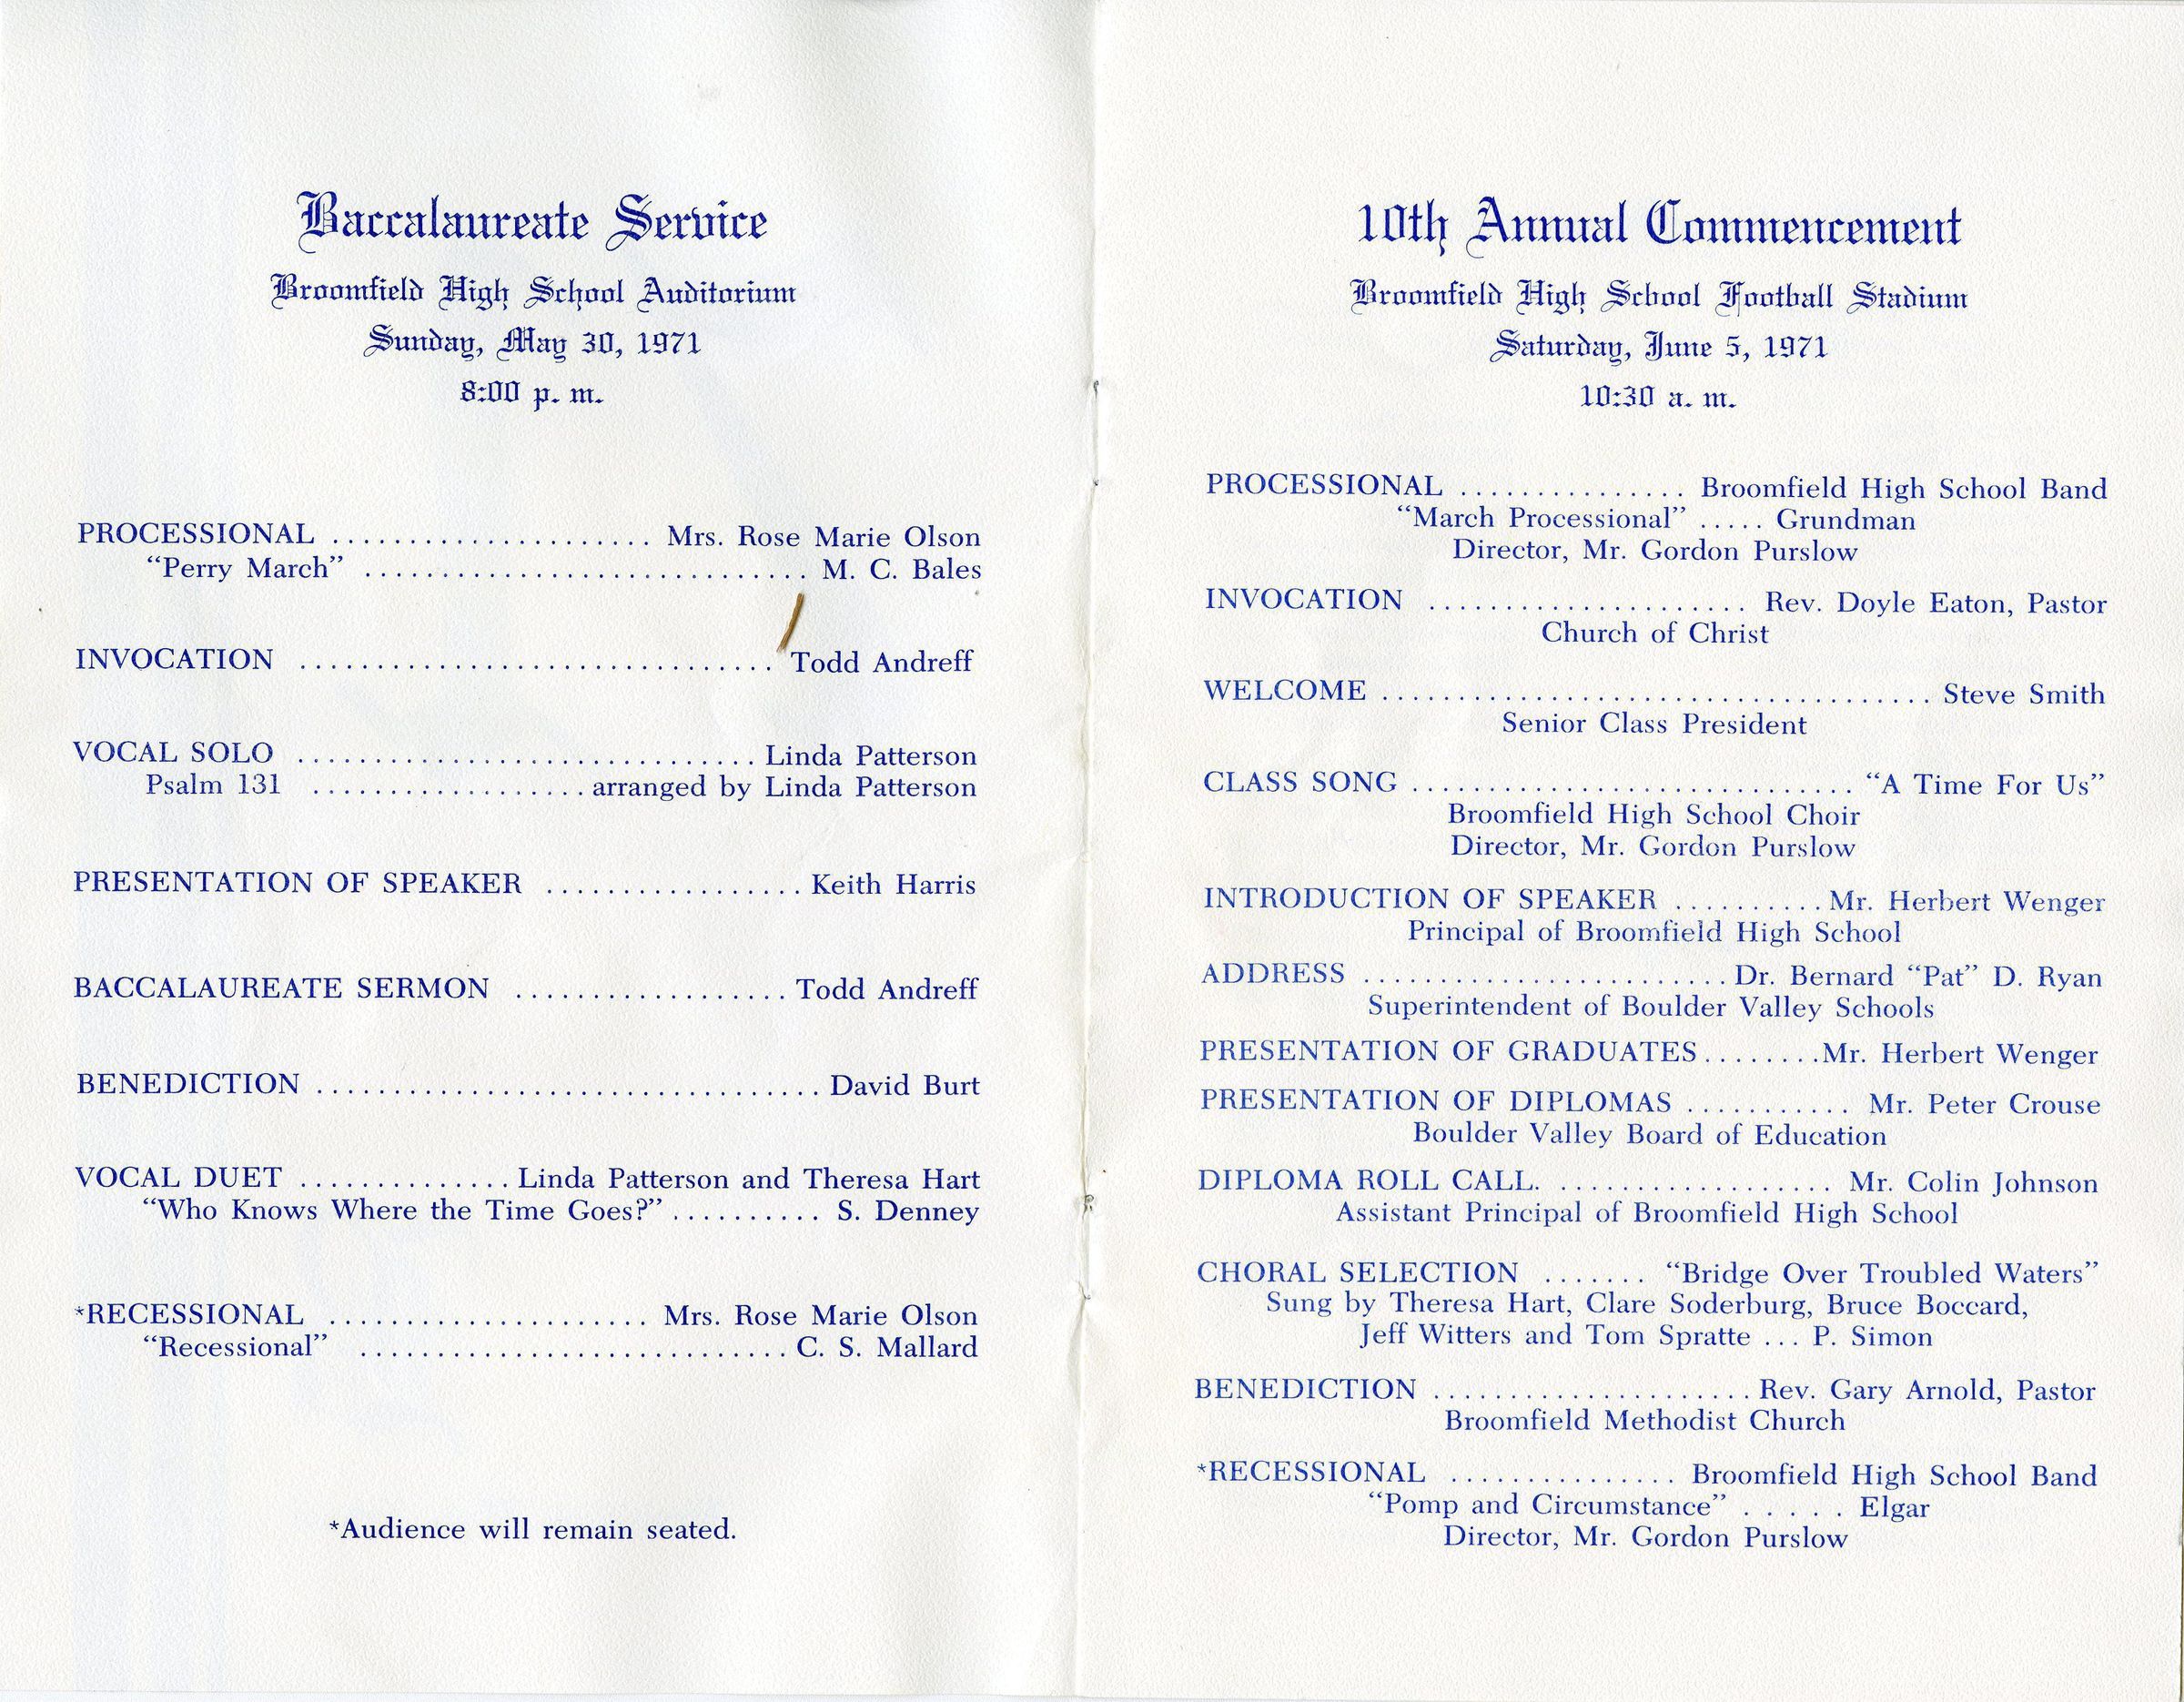 Baccalaureate Service
Broomfield High School Auditorium
Sunday, May 30, 1971
8:00 p. m.
PROCESSIONAL ..................... Mrs. Rose Marie Olson
“Perry March” ............................. M. C. Bales
INVOCATION ............................... Todd Andreff
VOCAL SOLO .............................. Linda Patterson
Psalm 131 .................. arranged by Linda Patterson
PRESENTATION OF SPEAKER ................. Keith Harris
BACCALAUREATE SERMON .................. Todd Andreff
BENEDICTION ................................. David Burt
VOCAL DUET .............. Linda Patterson and Theresa Hart
“Who Knows Where the Time Goes?” .......... S. Denney
*RECESSIONAL ..................... Mrs. Rose Marie Olson
“Recessional” ............................ C. S. Mallard
*Audience will remain seated.
10th Annual Commencement
Broomfield High School Football Stadium
Saturday, June 5, 1971
10:30 a. m.
PROCESSIONAL ............... Broomfield High School Band
“March Processional” ..... Grundman
Director, Mr. Gordon Purslow
INVOCATION ..................... Rev. Doyle Eaton, Pastor
Church of Christ
WELCOME .................................... Steve Smith
Senior Class President
CLASS SONG ............................. “A Time For Us”
Broomfield High School Choir
Director, Mr. Gordon Purslow
INTRODUCTION OF SPEAKER .......... Mr. Herbert Wenger
Principal of Broomfield High School
ADDRESS ........................ Dr. Bernard “Pat” D. Ryan
Superintendent of Boulder Valley Schools
PRESENTATION OF GRADUATES ........ Mr. Herbert Wenger
PRESENTATION OF DIPLOMAS ........... Mr. Peter Crouse
Boulder Valley Board of Education
DIPLOMA ROLL CALL. .................. Mr. Colin Johnson
Assistant Principal of Broomfield High School
CHORAL SELECTION ....... “Bridge Over Troubled Waters”
Sung by Theresa Hart, Clare Soderburg, Bruce Boccard,
Jeff Witters and Tom Spratte ... P. Simon
BENEDICTION ..................... Rev. Gary Arnold, Pastor
Broomfield Methodist Church
*RECESSIONAL ............... Broomfield High School Band
“Pomp and Circumstance” ..... Elgar
Director, Mr. Gordon Purslow